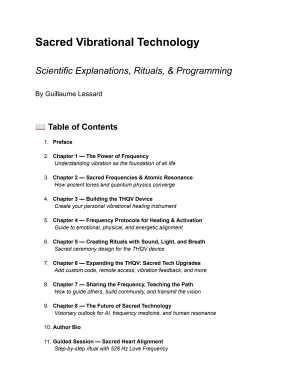 Sacred Vibrational Technology
Scientific Explanations, Rituals, & Programming
By Guillaume Lessard
📖 Table of Contents
1. Preface
2. Chapter 1 — The Power of Frequency
Understanding vibration as the foundation of all life
3. Chapter 2 — Sacred Frequencies & Atomic Resonance
How ancient tones and quantum physics converge
4. Chapter 3 — Building the THQV Device
Create your personal vibrational healing instrument
5. Chapter 4 — Frequency Protocols for Healing & Activation
Guide to emotional, physical, and energetic alignment
6. Chapter 5 — Creating Rituals with Sound, Light, and Breath
Sacred ceremony design for the THQV device
7. Chapter 6 — Expanding the THQV: Sacred Tech Upgrades
Add custom code, remote access, vibration feedback, and more
8. Chapter 7 — Sharing the Frequency, Teaching the Path
How to guide others, build community, and transmit the vision
9. Chapter 8 — The Future of Sacred Technology
Visionary outlook for AI, frequency medicine, and human resonance
10. Author Bio
11. Guided Session — Sacred Heart Alignment
Step-by-step ritual with 528 Hz Love Frequency